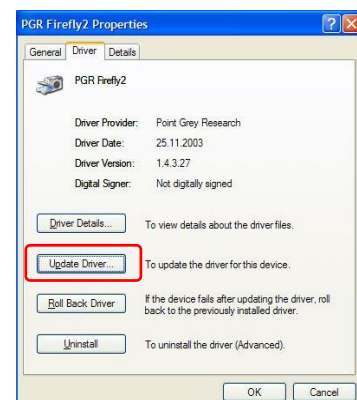 PGR Firefly2 Properties
General Driver Details
PGR Firefly2
Driver Provider: Point Grey Research
Driver Date: 25.11.2003
Driver Version: 1.4.3.27
Digital Signer: Not digitally signed
Driver Details... To view details about the driver files.
Update Driver... To update the driver for this device.
Roll Back Driver If the device fails after updating the driver, roll
back to the previously installed driver.
Uninstall To uninstall the driver (Advanced).
OK Cancel